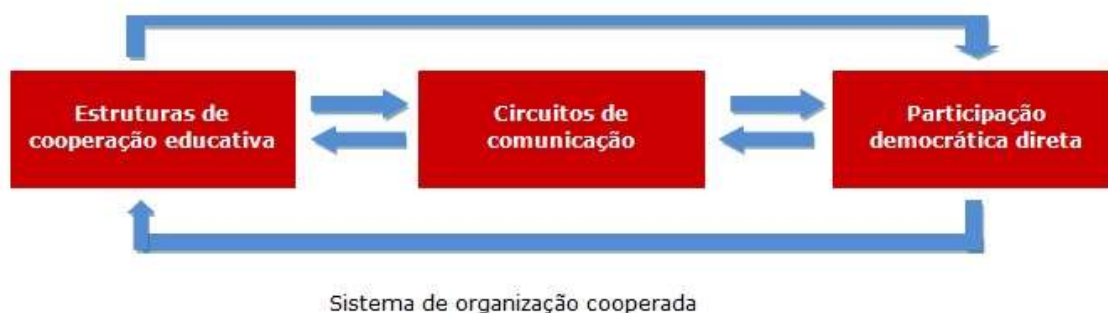 Estruturas de
cooperação educativa
Circuitos de
comunicação
Participação
democrática direta
Sistema de organização cooperada